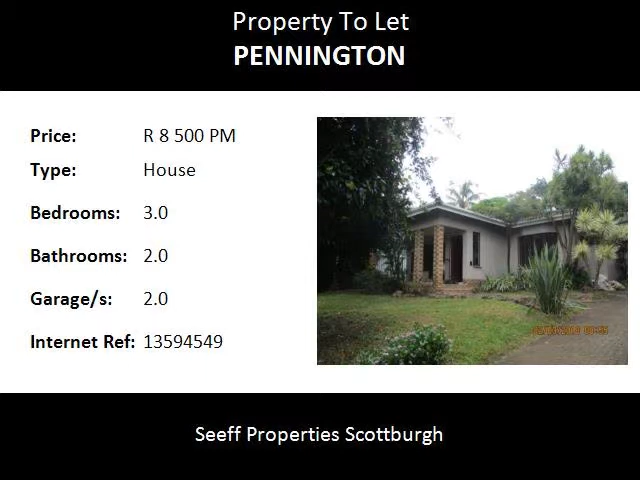 Property To Let
PENNINGTON
Price: R 8 500 PM
Type: House
Bedrooms: 3.0
Bathrooms: 2.0
Garage/s: 2.0
Internet Ref: 13594549
Seeff Properties Scottburgh